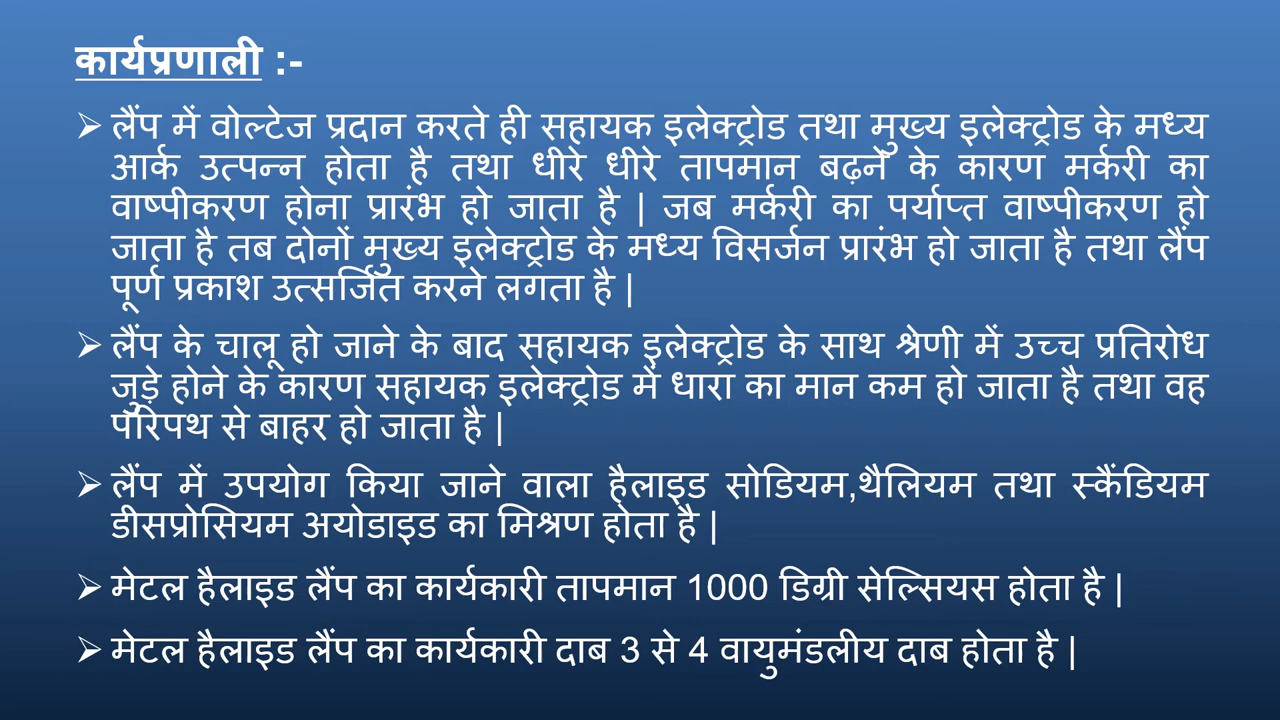 कार्यप्रणाली :-
➢ लैंप में वोल्टेज प्रदान करते ही सहायक इलेक्ट्रोड तथा मुख्य इलेक्ट्रोड के मध्य
आर्क उत्पन्न होता है तथा धीरे धीरे तापमान बढ़ने के कारण मर्करी का
वाष्पीकरण होना प्रारंभ हो जाता है | जब मर्करी का पर्याप्त वाष्पीकरण हो
जाता है तब दोनों मुख्य इलेक्ट्रोड के मध्य विसर्जन प्रारंभ हो जाता है तथा लैंप
पूर्ण प्रकाश उत्सर्जित करने लगता है |
➢ लैंप के चालू हो जाने के बाद सहायक इलेक्ट्रोड के साथ श्रेणी में उच्च प्रतिरोध
जुड़े होने के कारण सहायक इलेक्ट्रोड में धारा का मान कम हो जाता है तथा वह
परिपथ से बाहर हो जाता है |
➢ लैंप में उपयोग किया जाने वाला हैलाइड सोडियम,थैलियम तथा स्कैंडियम
डीसप्रोसियम अयोडाइड का मिश्रण होता है |
➢ मेटल हैलाइड लैंप का कार्यकारी तापमान 1000 डिग्री सेल्सियस होता है |
➢ मेटल हैलाइड लैंप का कार्यकारी दाब 3 से 4 वायुमंडलीय दाब होता है |